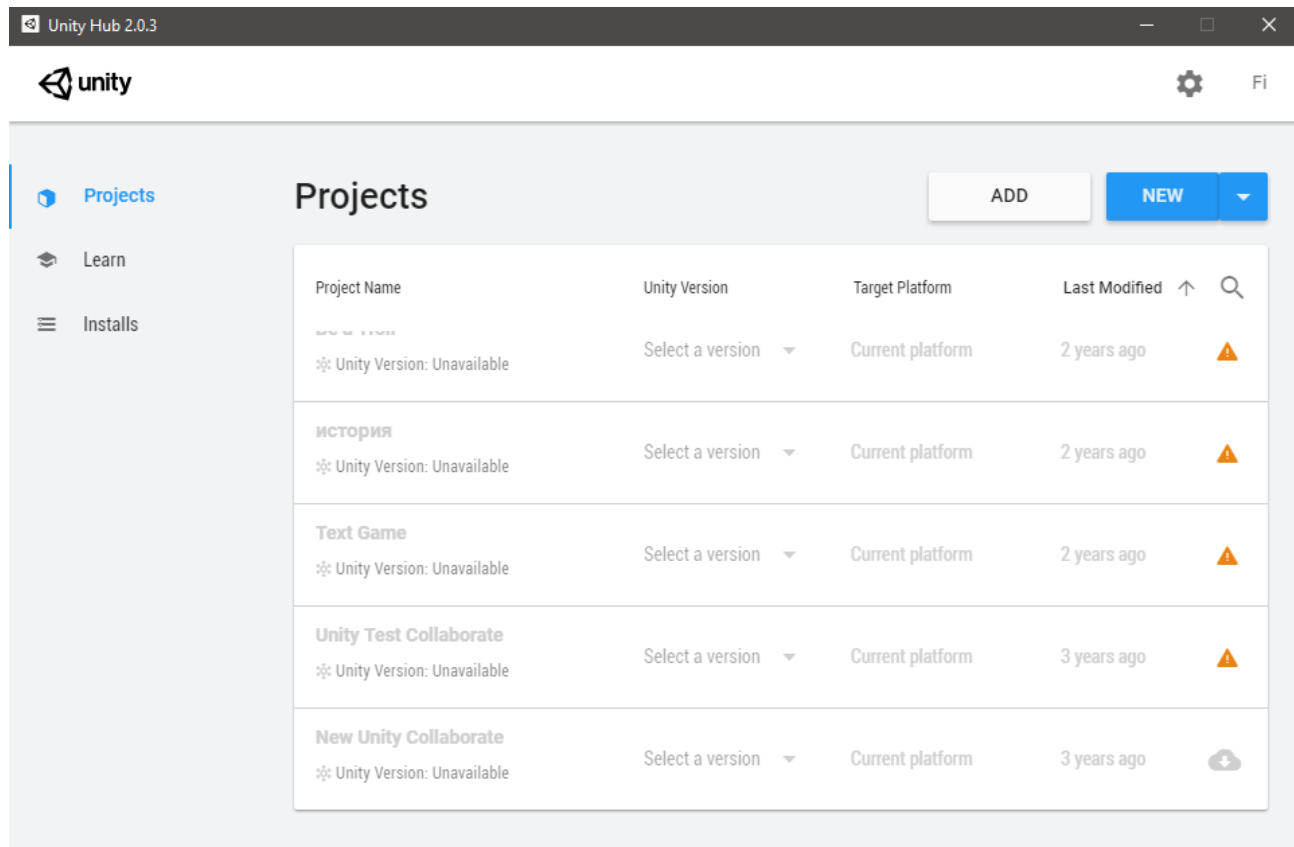 Unity Hub 2.0.3
unity
Fi
Projects
Learn
Installs
Projects
ADD
NEW
Project Name
Unity Version
Target Platform
Last Modified
Unity Version: Unavailable
Select a version
Current platform
2 years ago
история
Unity Version: Unavailable
Select a version
Current platform
2 years ago
Text Game
Unity Version: Unavailable
Select a version
Current platform
2 years ago
Unity Test Collaborate
Unity Version: Unavailable
Select a version
Current platform
3 years ago
New Unity Collaborate
Unity Version: Unavailable
Select a version
Current platform
3 years ago